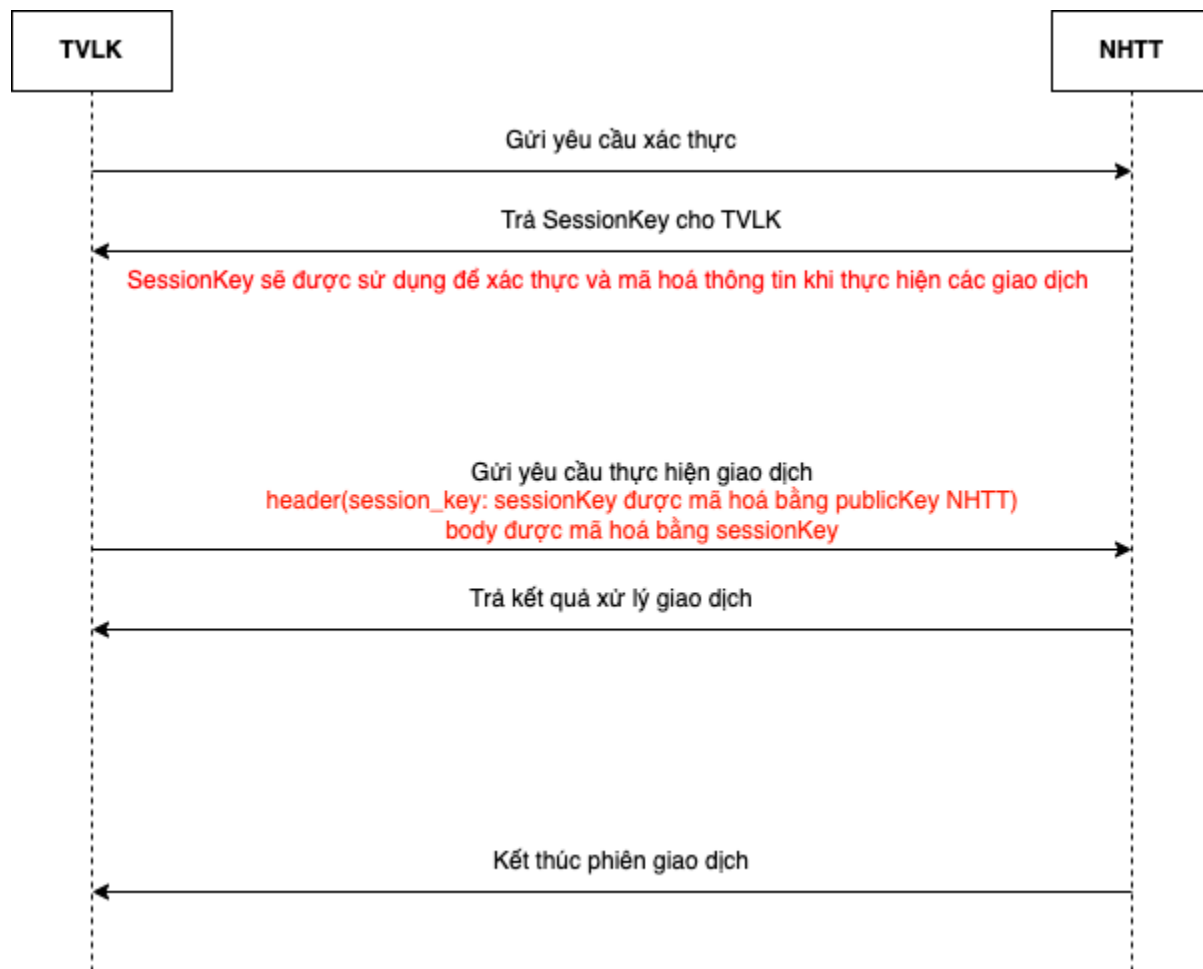 TVLK
NHTT
Gửi yêu cầu xác thực
Trả SessionKey cho TVLK
SessionKey sẽ được sử dụng để xác thực và mã hoá thông tin khi thực hiện các giao dịch
Gửi yêu cầu thực hiện giao dịch
header(session_key: sessionKey được mã hoá bằng publicKey NHTT)
body được mã hoá bằng sessionKey
Trả kết quả xử lý giao dịch
Kết thúc phiên giao dịch